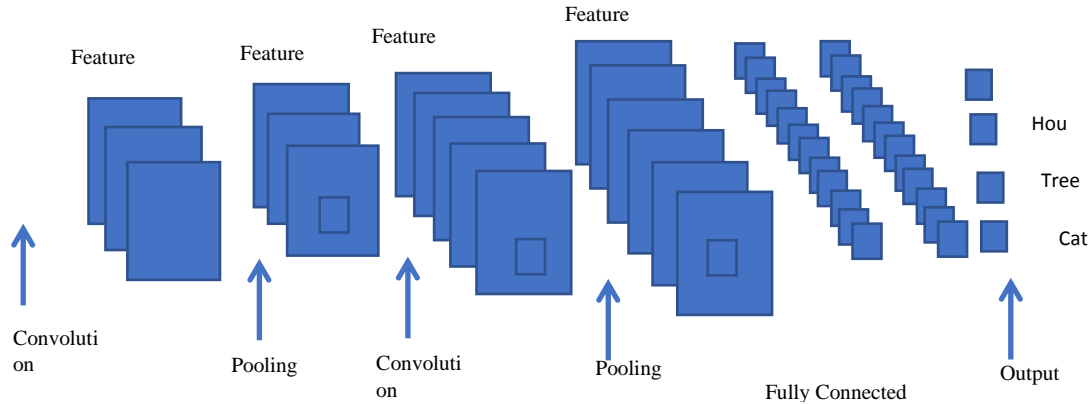 Feature
Feature
Feature
Feature
Hou
Tree
Cat
Convoluti
on
Pooling
Convoluti
on
Pooling
Fully Connected
Output